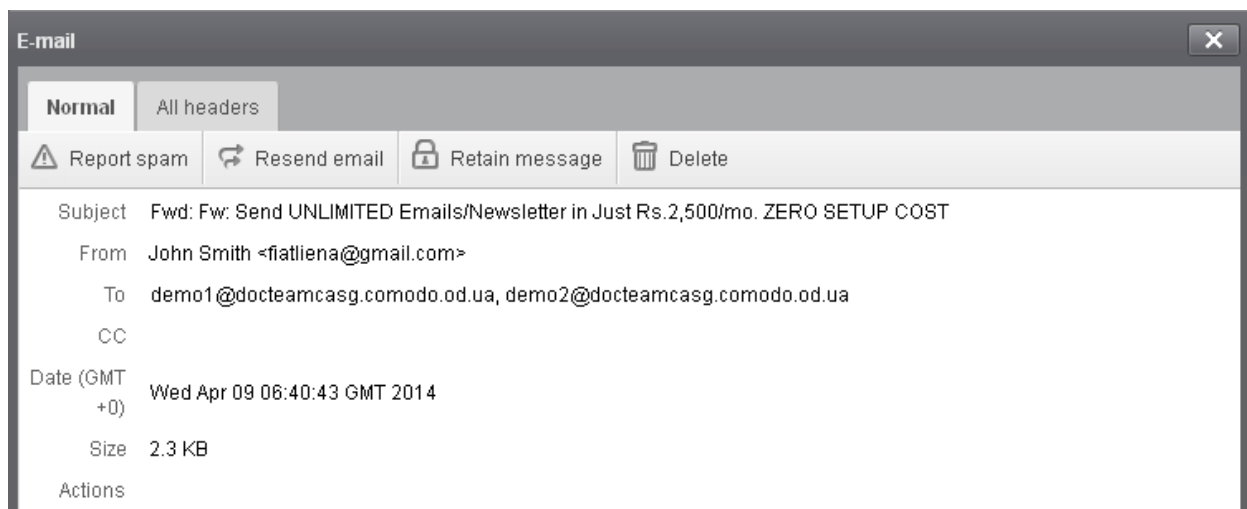 E-mail
Normal All headers
Report spam Resend email Retain message Delete
Subject Fwd: Fw: Send UNLIMITED Emails/Newsletter in Just Rs.2,500/mo. ZERO SETUP COST
From John Smith <fiatliena@gmail.com>
To demo1@docteamcasg.comodo.od.ua, demo2@docteamcasg.comodo.od.ua
CC
Date (GMT
+0) Wed Apr 09 06:40:43 GMT 2014
Size 2.3 KB
Actions